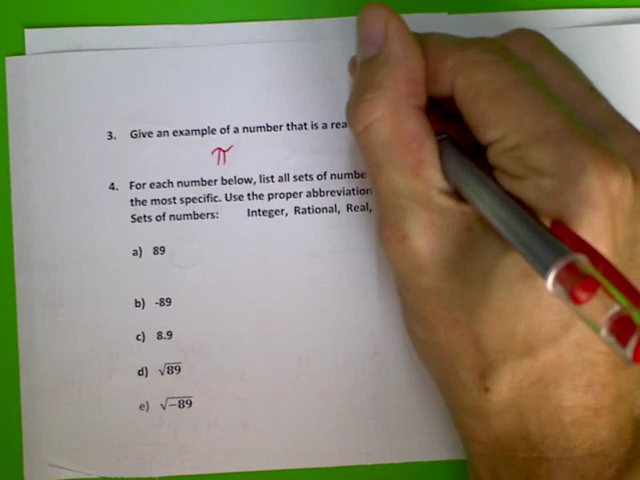 3. Give an example of a number that is a rea
π
4. For each number below, list all sets of numbe
the most specific. Use the proper abbreviation
Sets of numbers: Integer, Rational, Real,
a) 89
b) -89
c) 8.9
d) √89
e) √-89